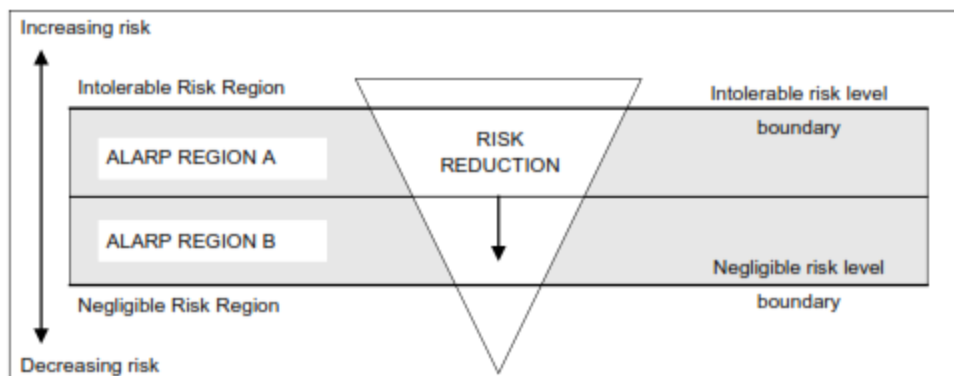 Increasing risk
Intolerable Risk Region
Intolerable risk level
boundary
ALARP REGION A
RISK
REDUCTION
ALARP REGION B
Negligible risk level
boundary
Negligible Risk Region
Decreasing risk